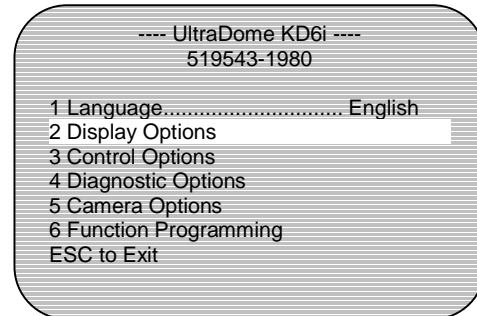 ---- UltraDome KD6i ----
519543-1980
1 Language.............................. English
2 Display Options
3 Control Options
4 Diagnostic Options
5 Camera Options
6 Function Programming
ESC to Exit